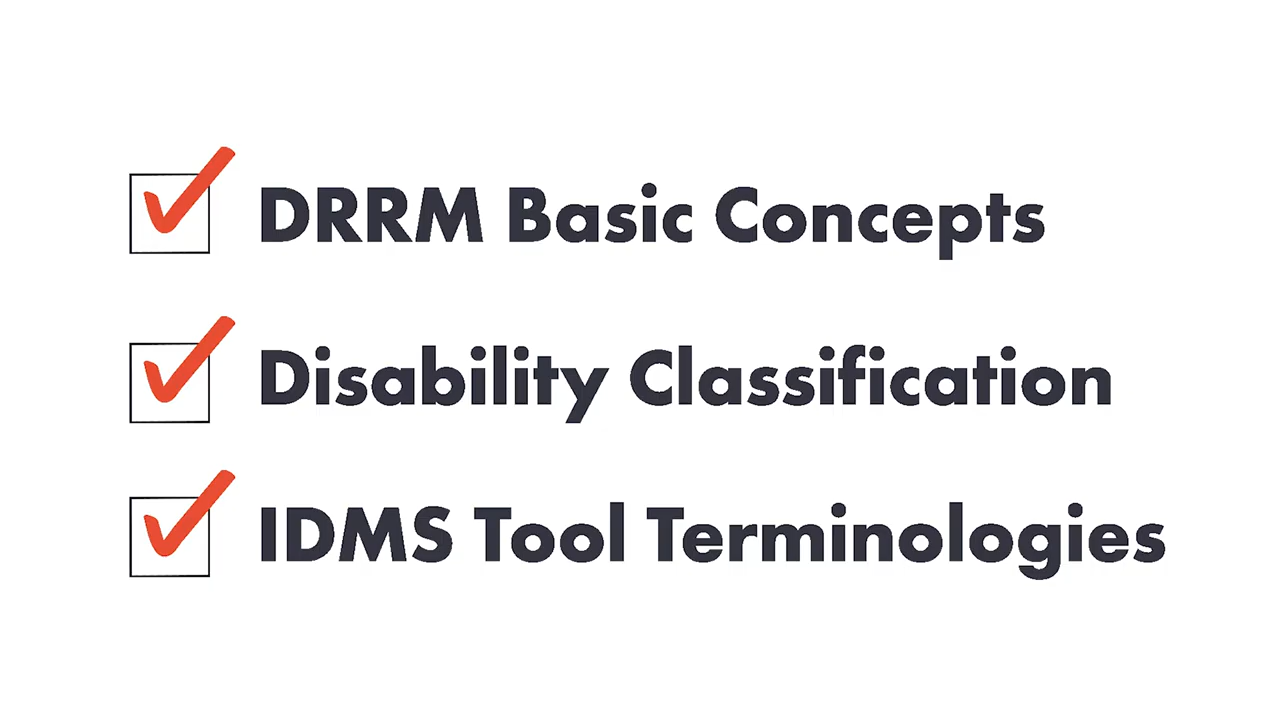 DRRM Basic Concepts
Disability Classification
IDMS Tool Terminologies